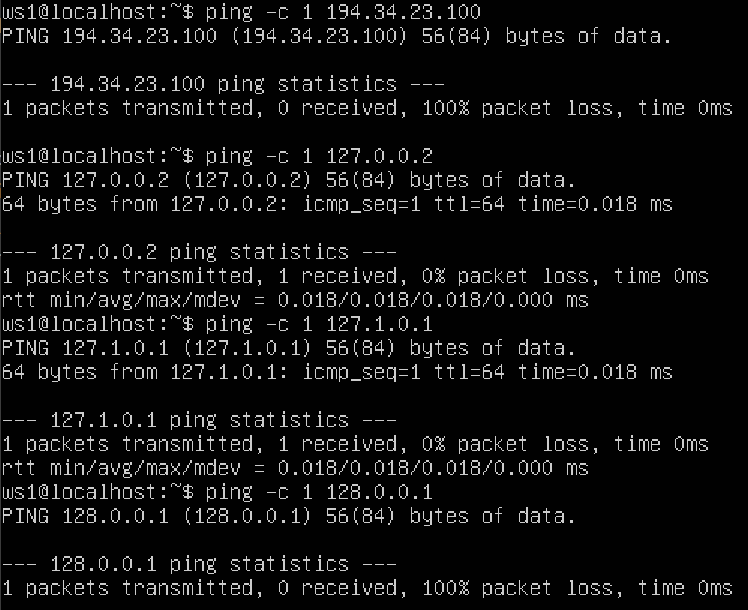 ws1@localhost:~$ ping -c 1 194.34.23.100
PING 194.34.23.100 (194.34.23.100) 56(84) bytes of data.
--- 194.34.23.100 ping statistics ---
1 packets transmitted, 0 received, 100% packet loss, time 0ms
ws1@localhost:~$ ping -c 1 127.0.0.2
PING 127.0.0.2 (127.0.0.2) 56(84) bytes of data.
64 bytes from 127.0.0.2: icmp_seq=1 ttl=64 time=0.018 ms
--- 127.0.0.2 ping statistics ---
1 packets transmitted, 1 received, 0% packet loss, time 0ms
rtt min/avg/max/mdev = 0.018/0.018/0.018/0.000 ms
ws1@localhost:~$ ping -c 1 127.1.0.1
PING 127.1.0.1 (127.1.0.1) 56(84) bytes of data.
64 bytes from 127.1.0.1: icmp_seq=1 ttl=64 time=0.018 ms
--- 127.1.0.1 ping statistics ---
1 packets transmitted, 1 received, 0% packet loss, time 0ms
rtt min/avg/max/mdev = 0.018/0.018/0.018/0.000 ms
ws1@localhost:~$ ping -c 1 128.0.0.1
PING 128.0.0.1 (128.0.0.1) 56(84) bytes of data.
--- 128.0.0.1 ping statistics ---
1 packets transmitted, 0 received, 100% packet loss, time 0ms